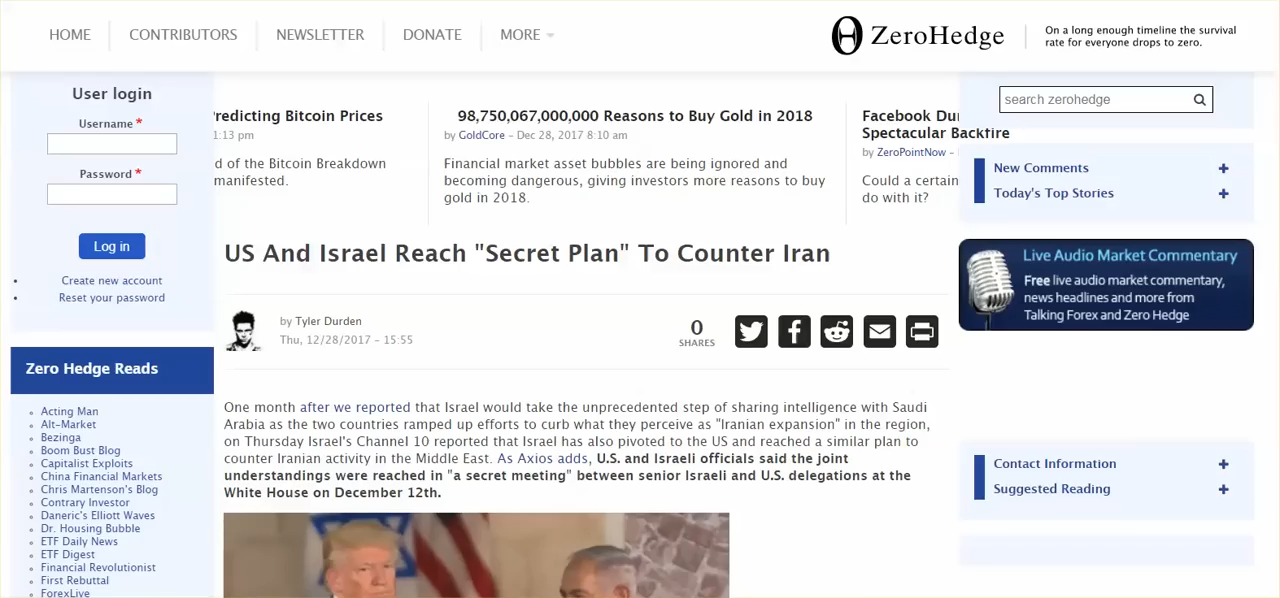 HOME
CONTRIBUTORS
NEWSLETTER
DONATE
MORE
ZeroHedge
On a long enough timeline the survival
rate for everyone drops to zero.
User login
Username *
Password *
Log in
Create new account
Reset your password
Zero Hedge Reads
Acting Man
Alt-Market
Bezinga
Boom Bust Blog
Capitalist Exploits
China Financial Markets
Chris Martenson's Blog
Contrary Investor
Daneric's Elliott Waves
Dr. Housing Bubble
ETF Daily News
ETF Digest
Financial Revolutionist
First Rebuttal
ForexLive
redicting Bitcoin Prices
1:13 pm
d of the Bitcoin Breakdown
manifested.
98,750,067,000,000 Reasons to Buy Gold in 2018
by GoldCore - Dec 28, 2017 8:10 am
Financial market asset bubbles are being ignored and
becoming dangerous, giving investors more reasons to buy
gold in 2018.
Facebook Du
Spectacular Backfire
by ZeroPointNow -
Could a certain
do with it?
US And Israel Reach "Secret Plan" To Counter Iran
by Tyler Durden
Thu, 12/28/2017 - 15:55
0
SHARES
One month after we reported that Israel would take the unprecedented step of sharing intelligence with Saudi
Arabia as the two countries ramped up efforts to curb what they perceive as "Iranian expansion" in the region,
on Thursday Israel's Channel 10 reported that Israel has also pivoted to the US and reached a similar plan to
counter Iranian activity in the Middle East. As Axios adds, U.S. and Israeli officials said the joint
understandings were reached in "a secret meeting" between senior Israeli and U.S. delegations at the
White House on December 12th.
search zerohedge
New Comments
Today's Top Stories
Live Audio Market Commentary
Free live audio market commentary,
news headlines and more from
Talking Forex and Zero Hedge
Contact Information
Suggested Reading